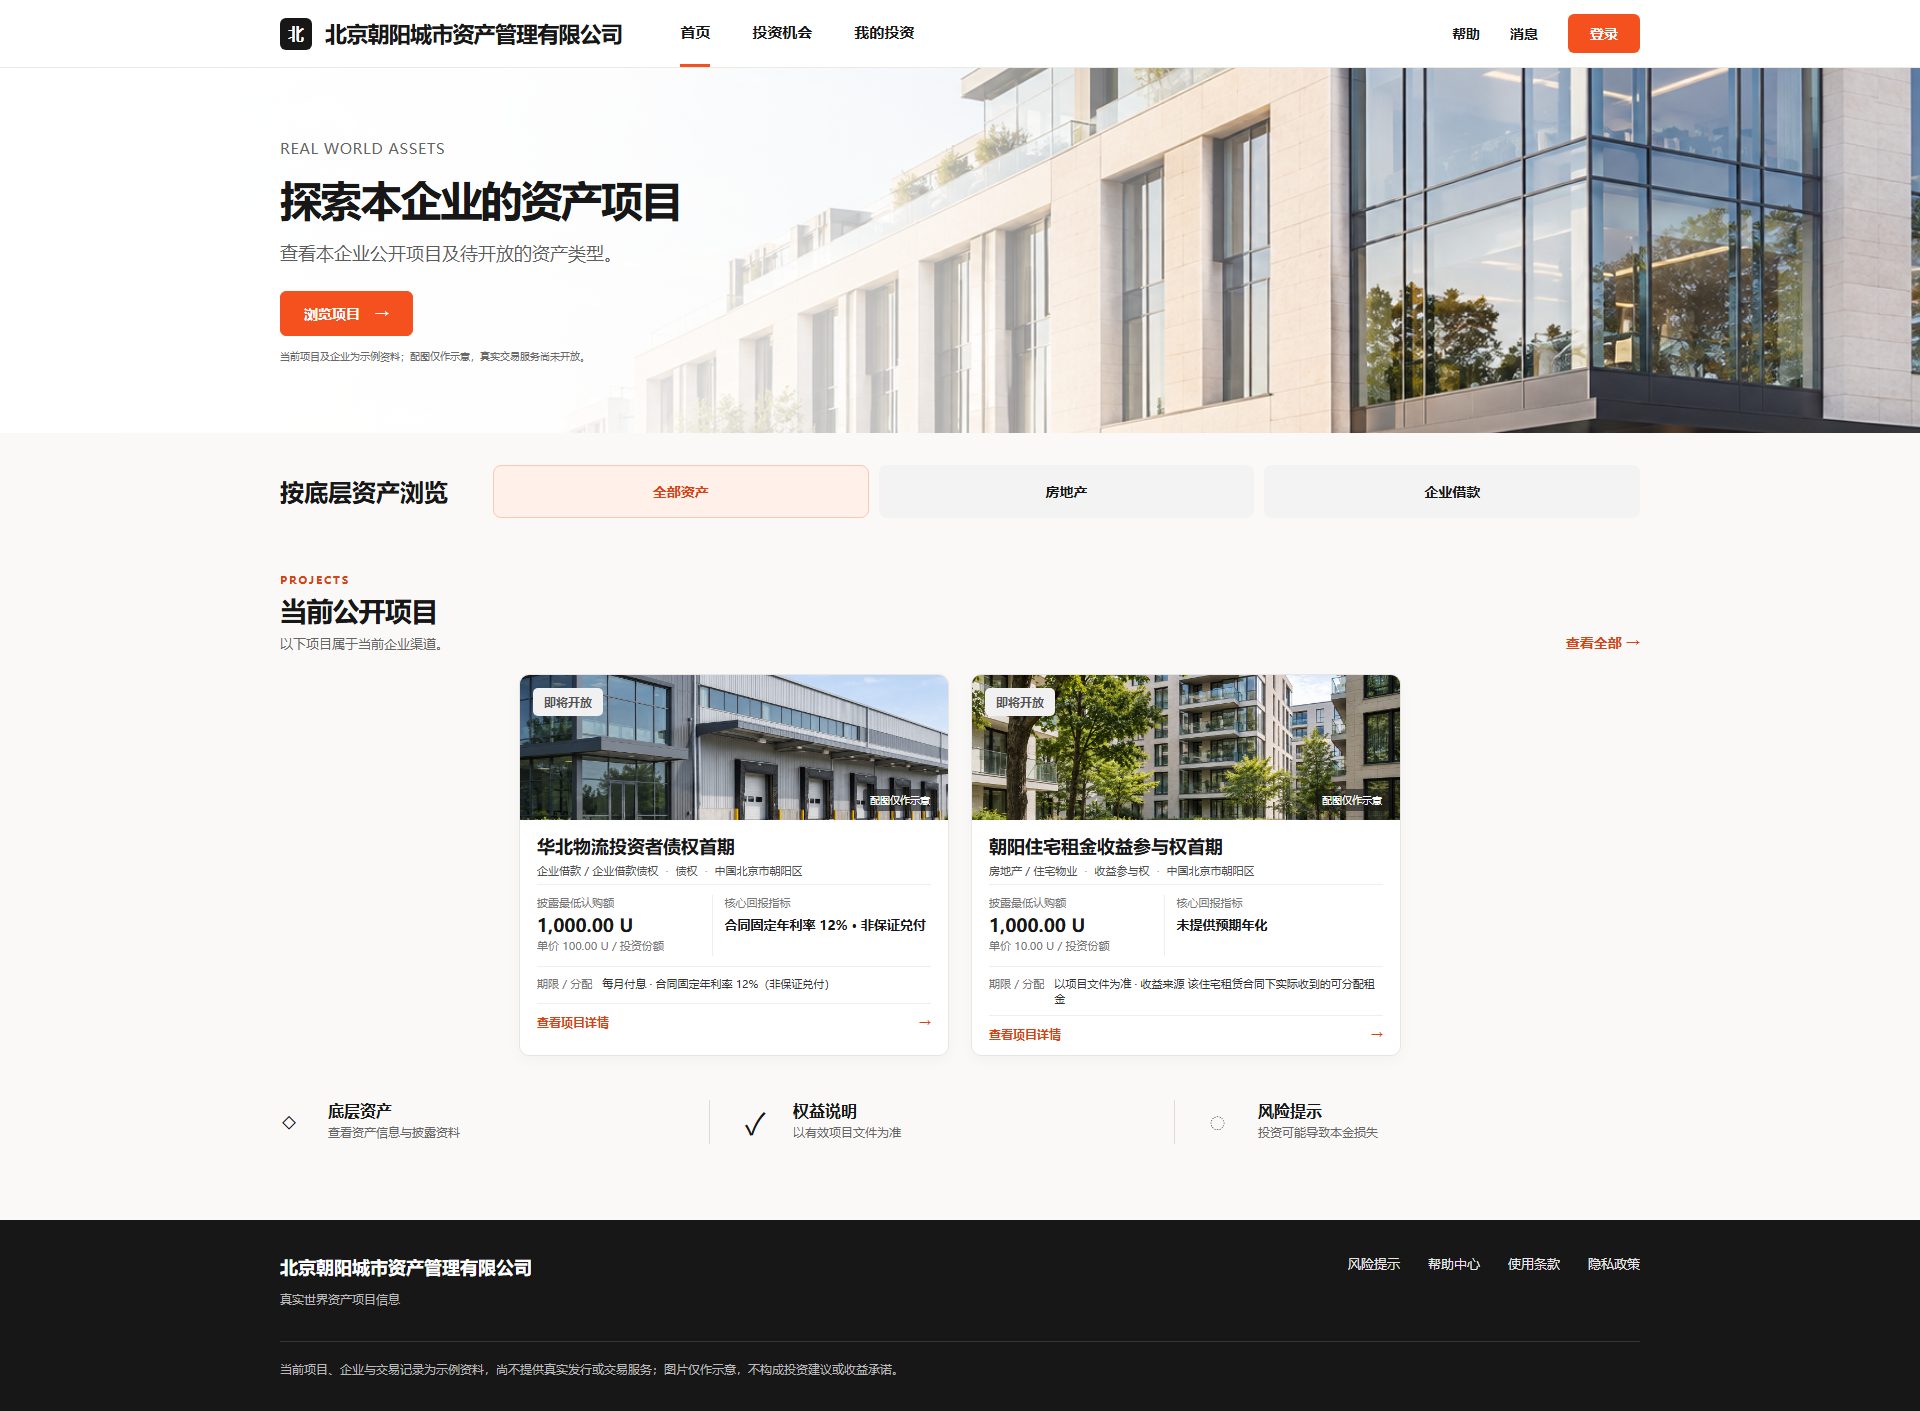 北 北京朝阳城市资产管理有限公司 首页 投资机会 我的投资 帮助 消息 登录
REAL WORLD ASSETS
探索本企业的资产项目
查看本企业公开项目及待开放的资产类型。
浏览项目 →
当前项目及企业为示例资料；配图仅作示意，真实交易服务尚未开放。
按底层资产浏览 全部资产 房地产 企业借款
PROJECTS
当前公开项目
以下项目属于当前企业渠道。
查看全部 →
即将开放
配图仅作示意
华北物流投资者债权首期
企业借款 / 企业借款债权 · 债权 · 中国北京市朝阳区
披露最低认购额
1,000.00 U
单价 100.00 U / 投资份额
核心回报指标
合同固定年利率 12% • 非保证兑付
期限 / 分配 每月付息 · 合同固定年利率 12%（非保证兑付）
查看项目详情 →
即将开放
配图仅作示意
朝阳住宅租金收益参与权首期
房地产 / 住宅物业 · 收益参与权 · 中国北京市朝阳区
披露最低认购额
1,000.00 U
单价 10.00 U / 投资份额
核心回报指标
未提供预期年化
期限 / 分配 以项目文件为准 · 收益来源 该住宅租赁合同下实际收到的可分配租
金
查看项目详情 →
底层资产
查看资产信息与披露资料
权益说明
以有效项目文件为准
风险提示
投资可能导致本金损失
北京朝阳城市资产管理有限公司
真实世界资产项目信息
风险提示 帮助中心 使用条款 隐私政策
当前项目、企业与交易记录为示例资料，尚不提供真实发行或交易服务；图片仅作示意，不构成投资建议或收益承诺。